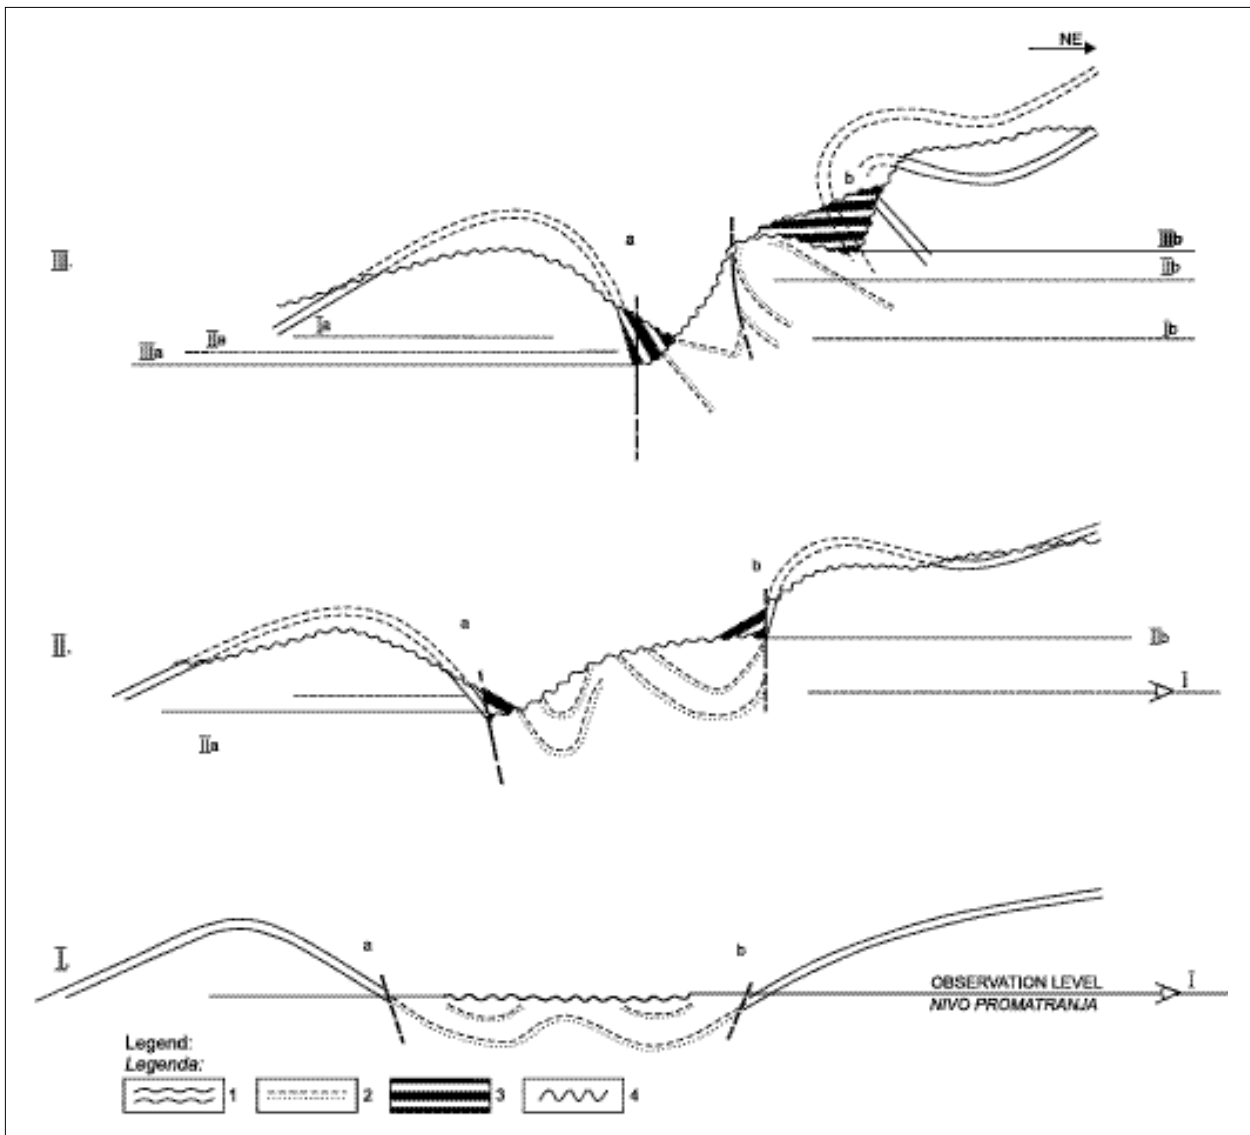 NE
b
a
III.
IIIb
IIb
Ia
Ib
IIa
IIIa
b
a
II.
IIb
I
IIa
a
b
I.
OBSERVATION LEVEL
I
NIVO PROMATRANJA
Legend:
Legenda:
1 2 3 4